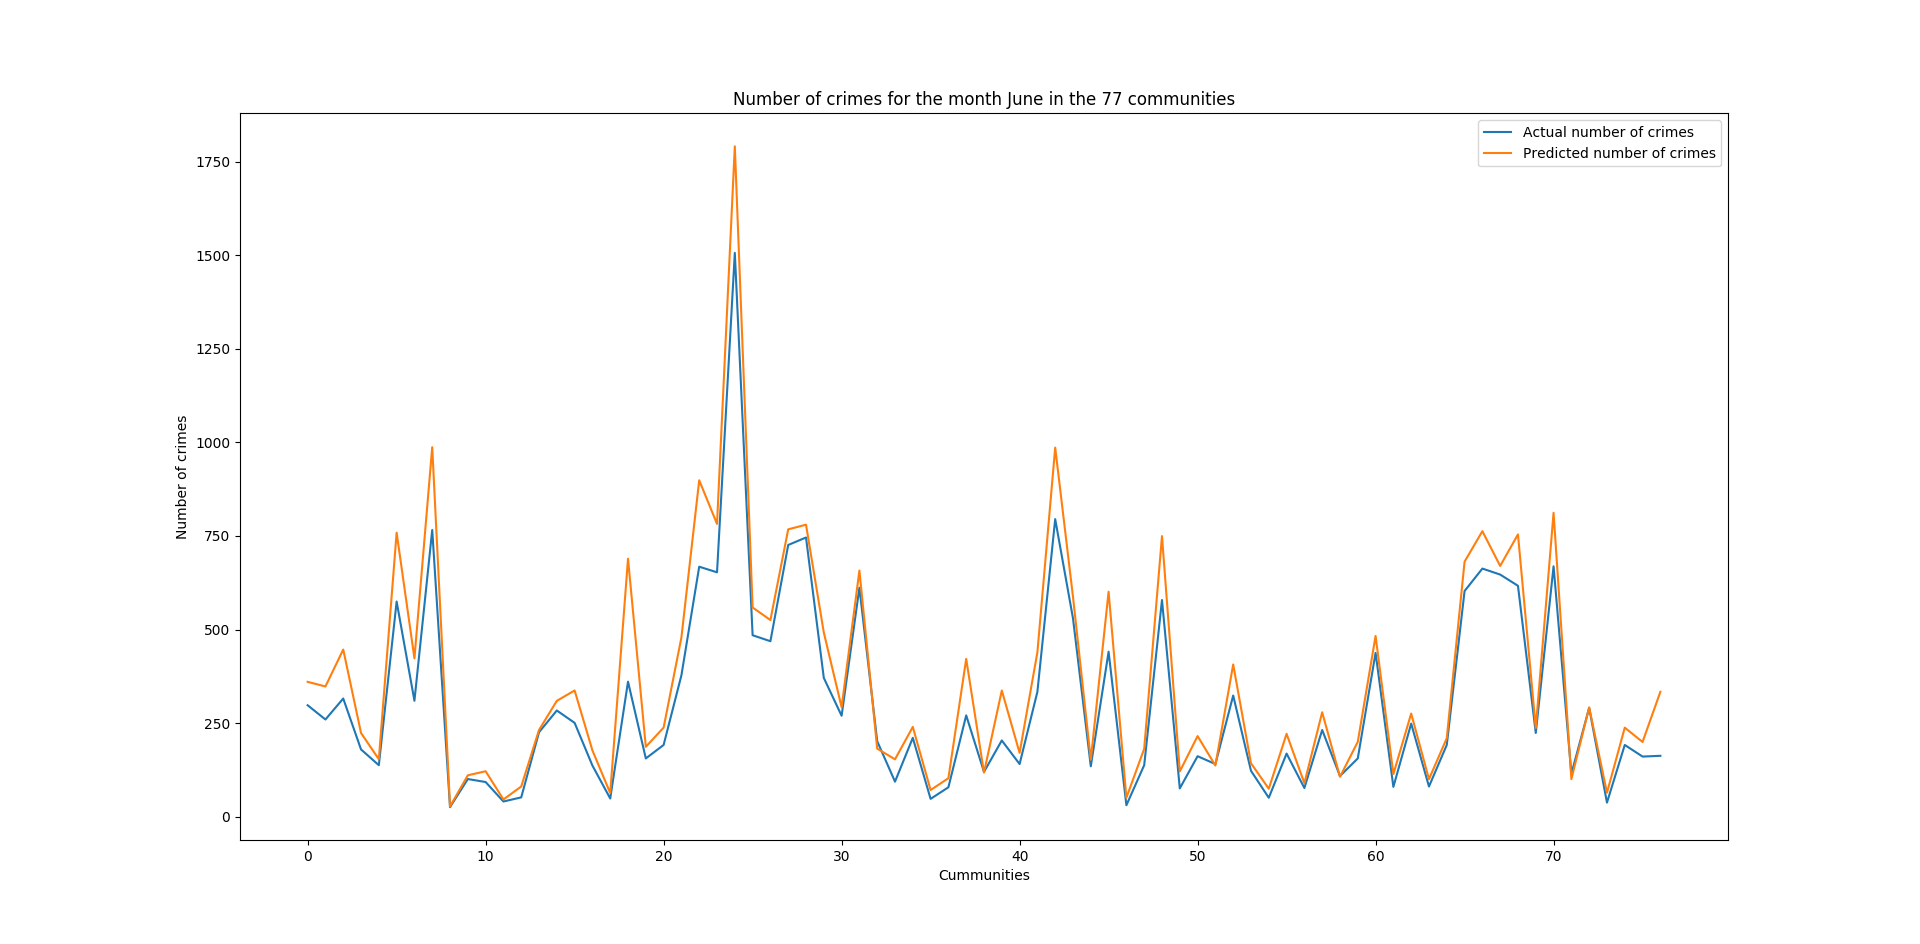 Number of crimes for the month June in the 77 communities
Actual number of crimes
Predicted number of crimes
1750
1500
1250
1000
750
500
250
0
Number of crimes
0 10 20 30 40 50 60 70
Cummunities